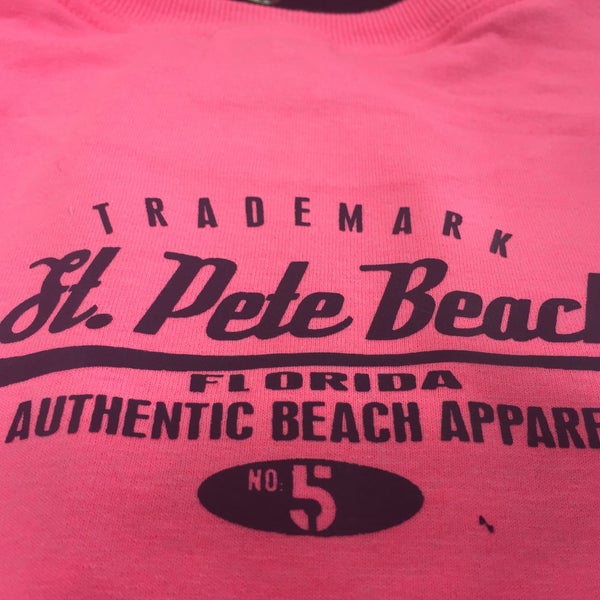 TRADEMARK
St. Pete Beach
FLORIDA
AUTHENTIC BEACH APPARE
NO: 5